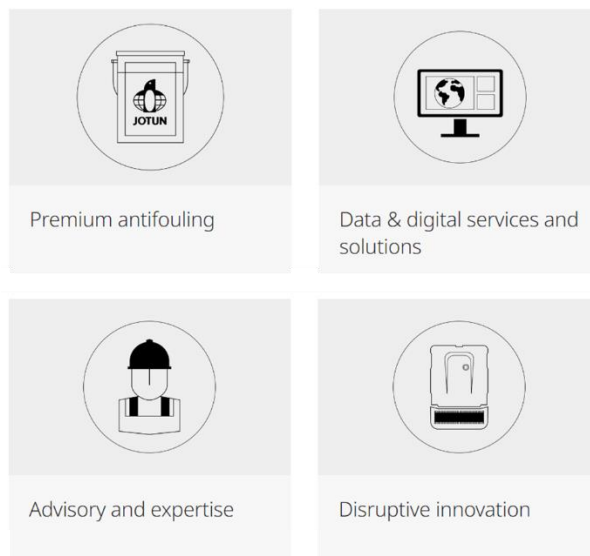 JOTUN
Premium antifouling
Data & digital services and
solutions
Advisory and expertise
Disruptive innovation